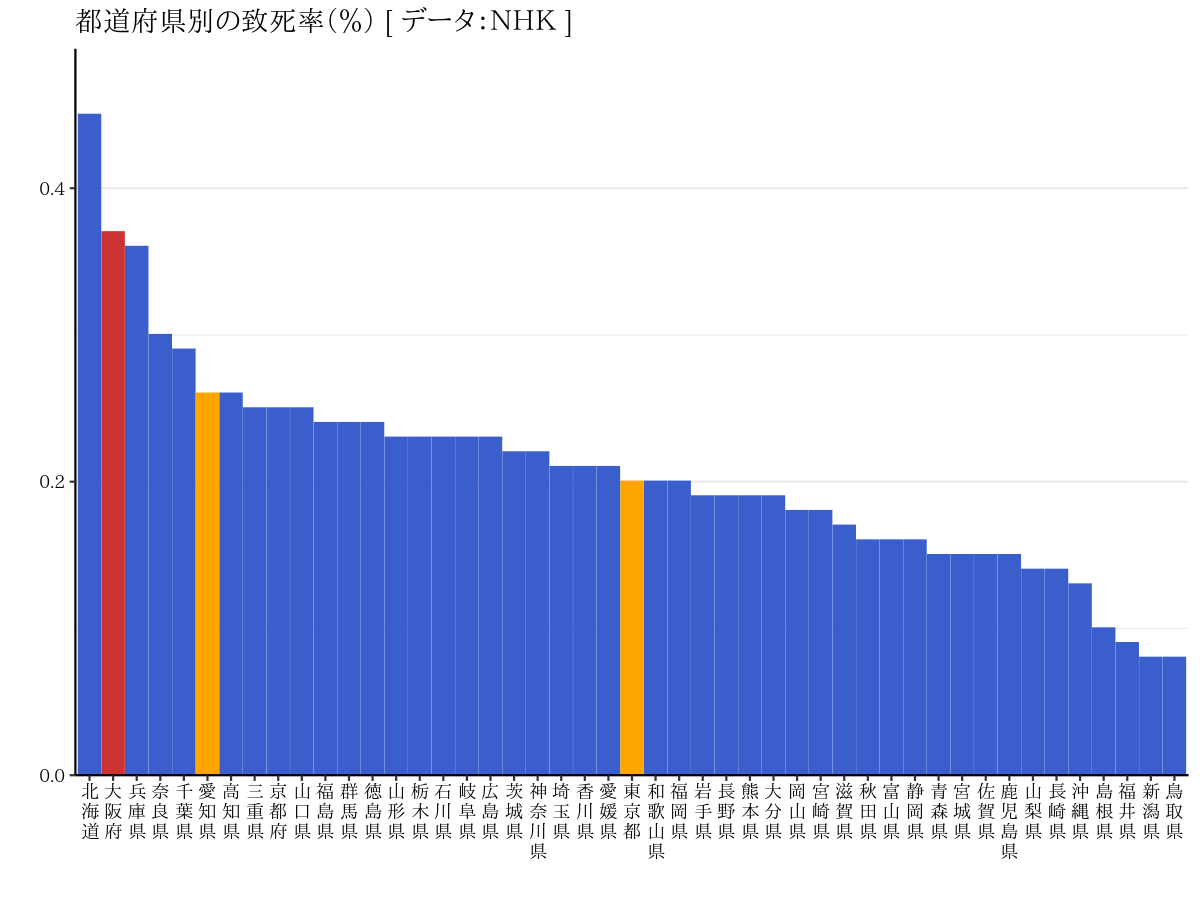 都道府県別の致死率(%) [ データ:NHK ]
0.4
0.2
0.0
北海道
大阪府
兵庫県
奈良県
千葉県
愛知県
高知県
三重県
京都府
山口県
福島県
群馬県
徳島県
山形県
栃木県
石川県
岐阜県
広島県
茨城県
神奈川県
埼玉県
香川県
愛媛県
東京都
和歌山県
福岡県
岩手県
長野県
熊本県
大分県
岡山県
宮崎県
滋賀県
秋田県
富山県
静岡県
青森県
宮城県
佐賀県
鹿児島県
山梨県
長崎県
沖縄県
島根県
福井県
新潟県
鳥取県